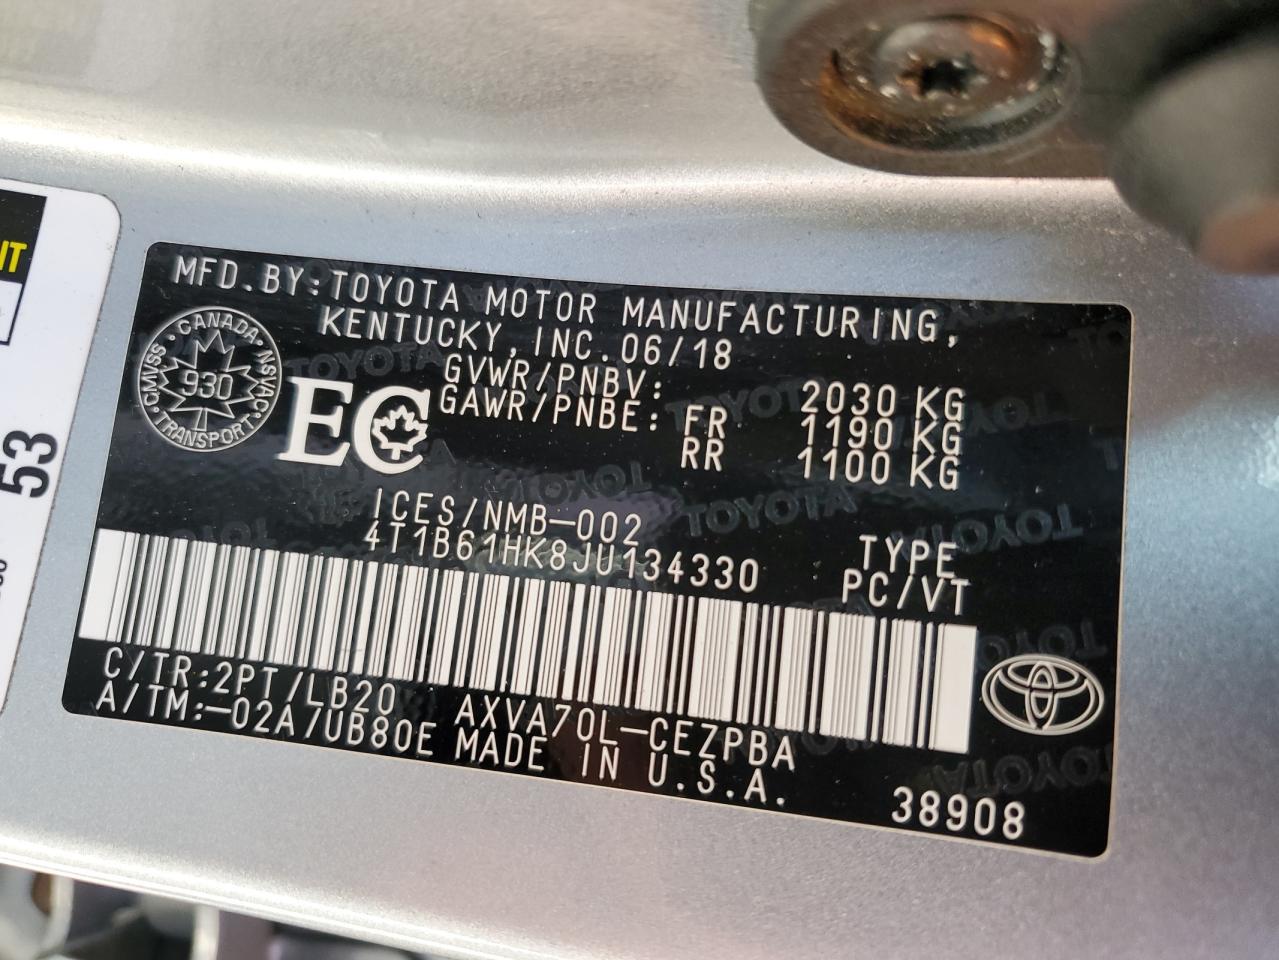 MFD.BY:TOYOTA MOTOR MANUFACTURING,
KENTUCKY, INC. 06/18
CANADA · NSVAC · TRANSPORT · CMVSS ·
930
EC
GVWR/PNBV: 2030 KG
GAWR/PNBE: FR 1190 KG
RR 1100 KG
ICES/NMB-002
4T1B61HK8JU134330
TYPE
PC/VT
C/TR:2PT/LB20 AXVA70L-CEZPBA
A/TM:-02A/UB80E MADE IN U.S.A.
38908
IT
53
TOYOTA